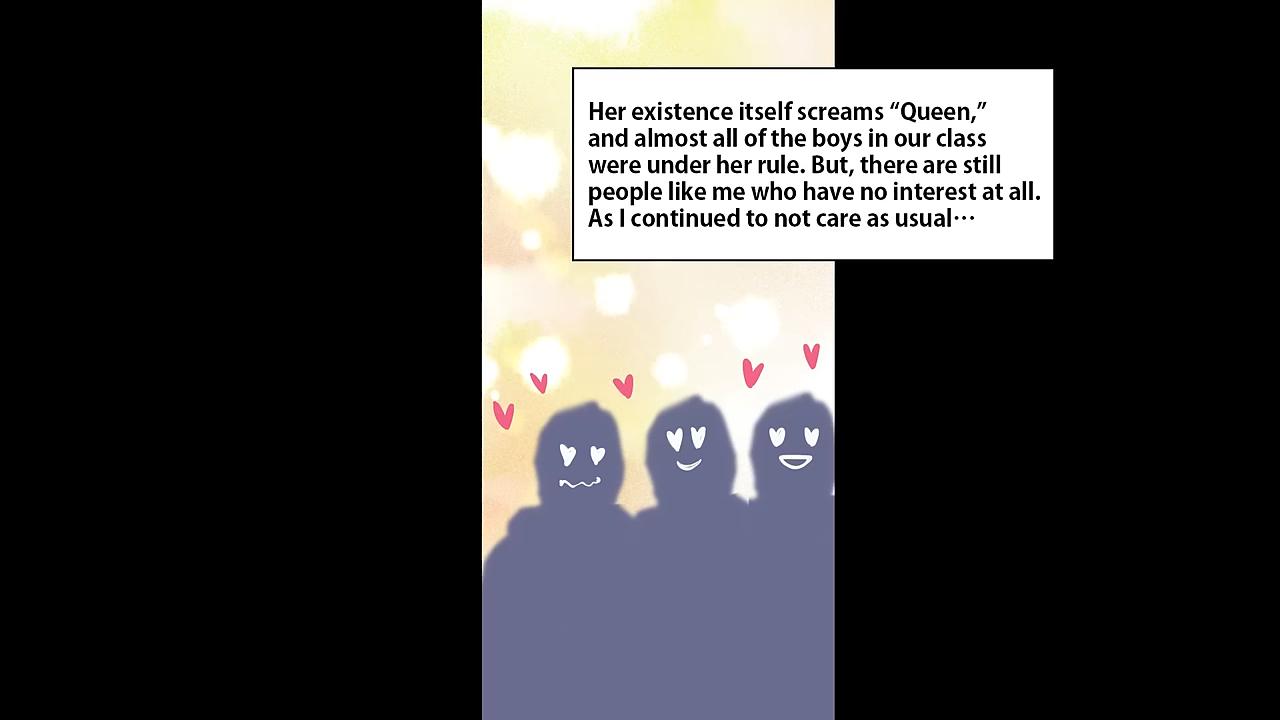 Her existence itself screams “Queen,”
and almost all of the boys in our class
were under her rule. But, there are still
people like me who have no interest at all.
As I continued to not care as usual⋯